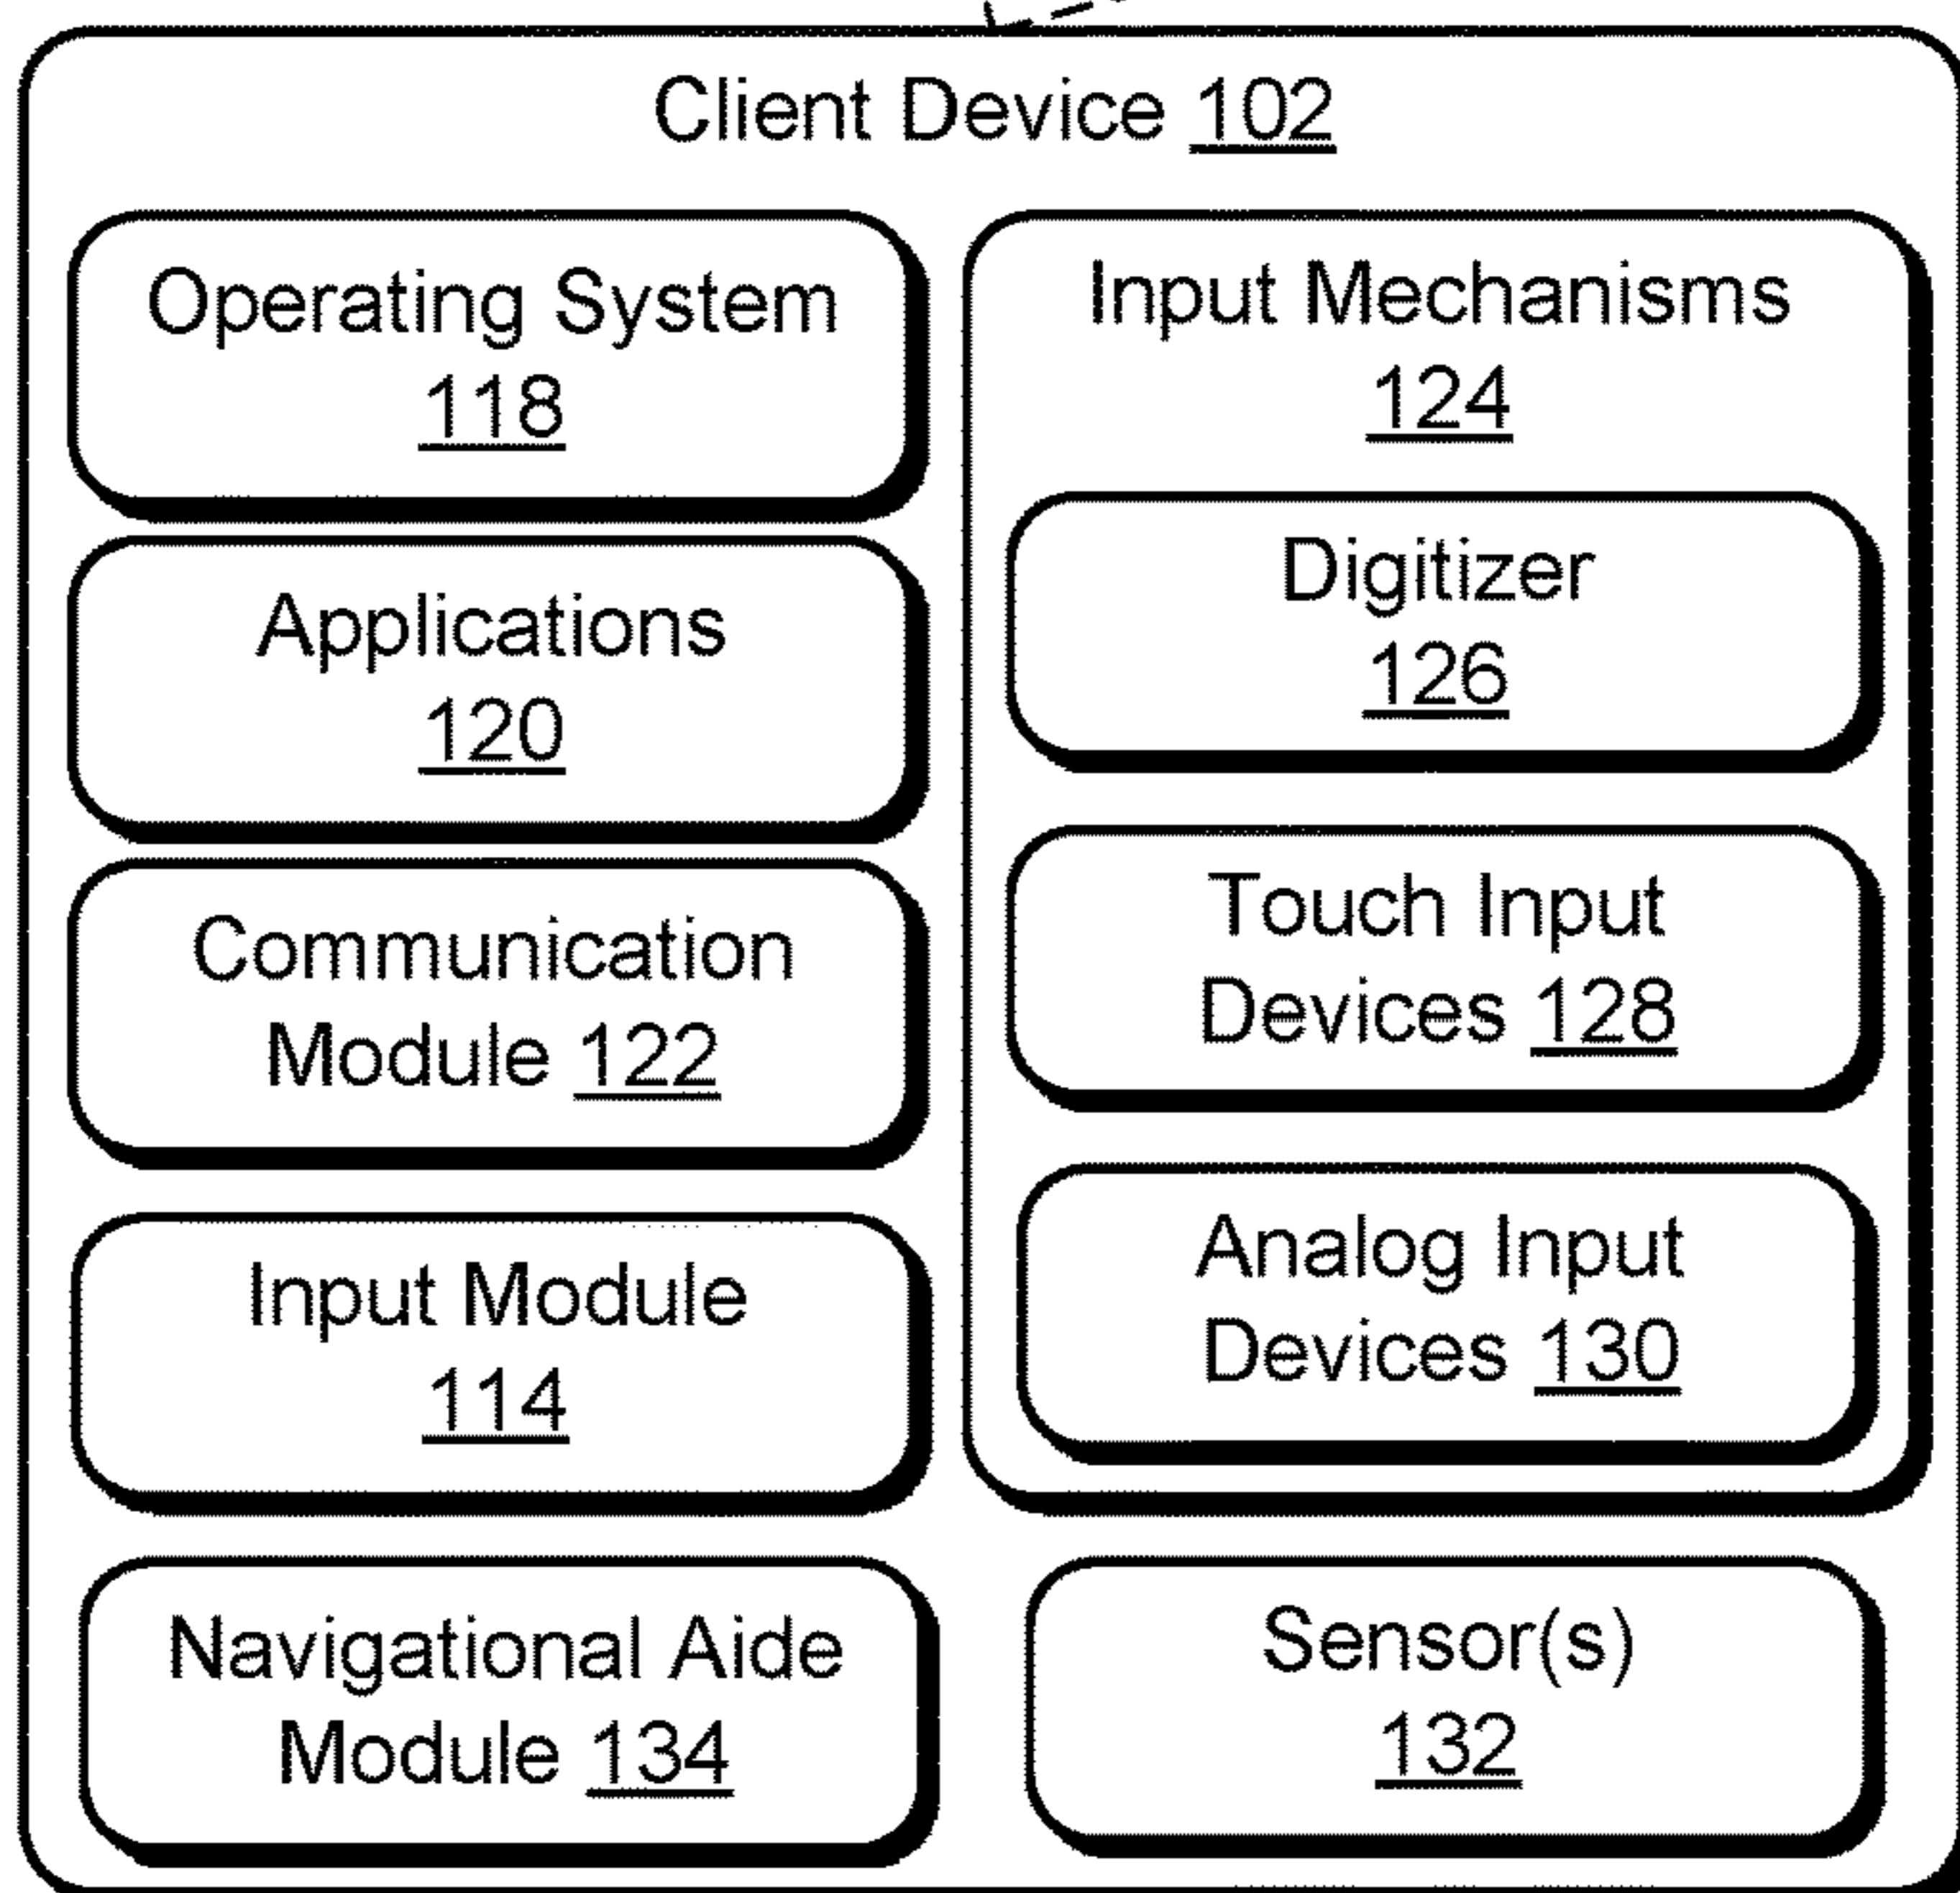 Client Device 102
Operating System
118
Applications
120
Communication
Module 122
Input Module
114
Navigational Aide
Module 134
Input Mechanisms
124
Digitizer
126
Touch Input
Devices 128
Analog Input
Devices 130
Sensor(s)
132